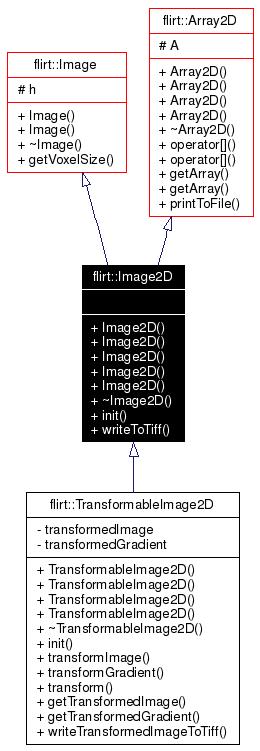 flirt::Image
# h
+ Image()
+ Image()
+ ~Image()
+ getVoxelSize()
flirt::Array2D
# A
+ Array2D()
+ Array2D()
+ Array2D()
+ Array2D()
+ ~Array2D()
+ operator[]()
+ operator[]()
+ getArray()
+ getArray()
+ printToFile()
flirt::Image2D
+ Image2D()
+ Image2D()
+ Image2D()
+ Image2D()
+ Image2D()
+ ~Image2D()
+ init()
+ writeToTiff()
flirt::TransformableImage2D
- transformedImage
- transformedGradient
+ TransformableImage2D()
+ TransformableImage2D()
+ TransformableImage2D()
+ TransformableImage2D()
+ ~TransformableImage2D()
+ init()
+ transformImage()
+ transformGradient()
+ transform()
+ getTransformedImage()
+ getTransformedGradient()
+ writeTransformedImageToTiff()